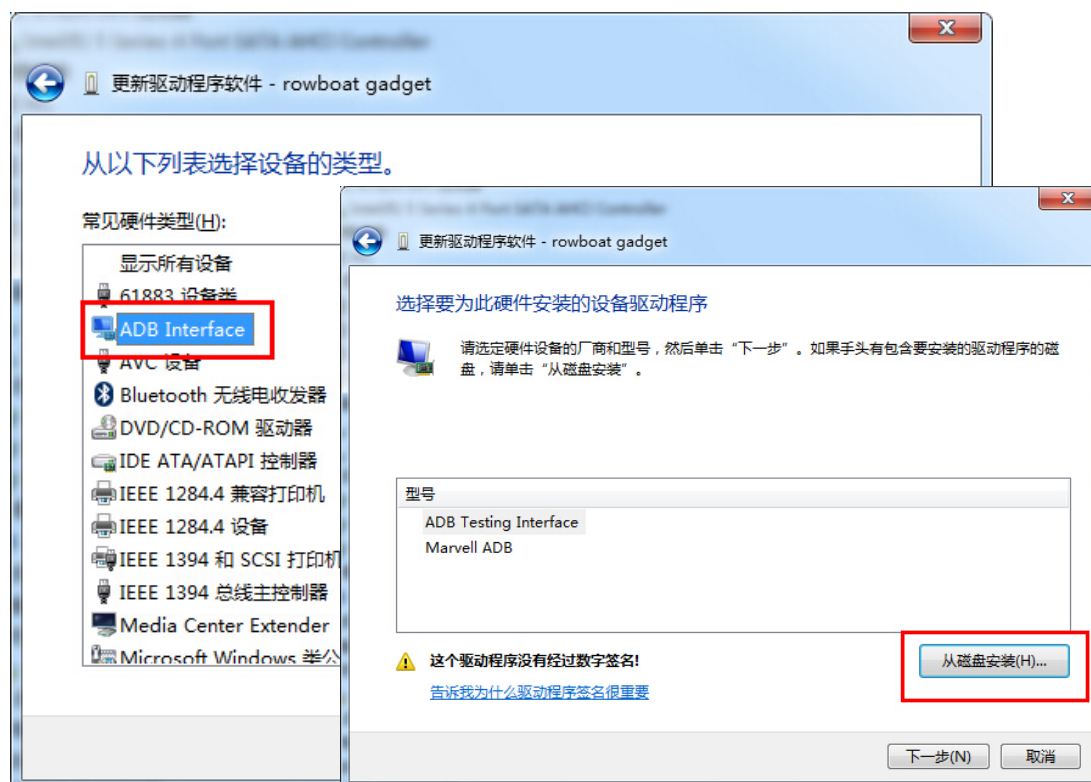 更新驱动程序软件 - rowboat gadget
从以下列表选择设备的类型。
常见硬件类型(H):
显示所有设备
61883 设备类
ADB Interface
AVC 设备
Bluetooth 无线电收发器
DVD/CD-ROM 驱动器
IDE ATA/ATAPI 控制器
IEEE 1284.4 兼容打印机
IEEE 1284.4 设备
IEEE 1394 和 SCSI 打印机
IEEE 1394 总线主控制器
Media Center Extender
Microsoft Windows 类公
更新驱动程序软件 - rowboat gadget
选择要为此硬件安装的设备驱动程序
请选定硬件设备的厂商和型号，然后单击“下一步”。如果手头有包含要安装的驱动程序的磁
盘，请单击“从磁盘安装”。
型号
ADB Testing Interface
Marvell ADB
这个驱动程序没有经过数字签名!
从磁盘安装(H)...
告诉我为什么驱动程序签名很重要
下一步(N)
取消